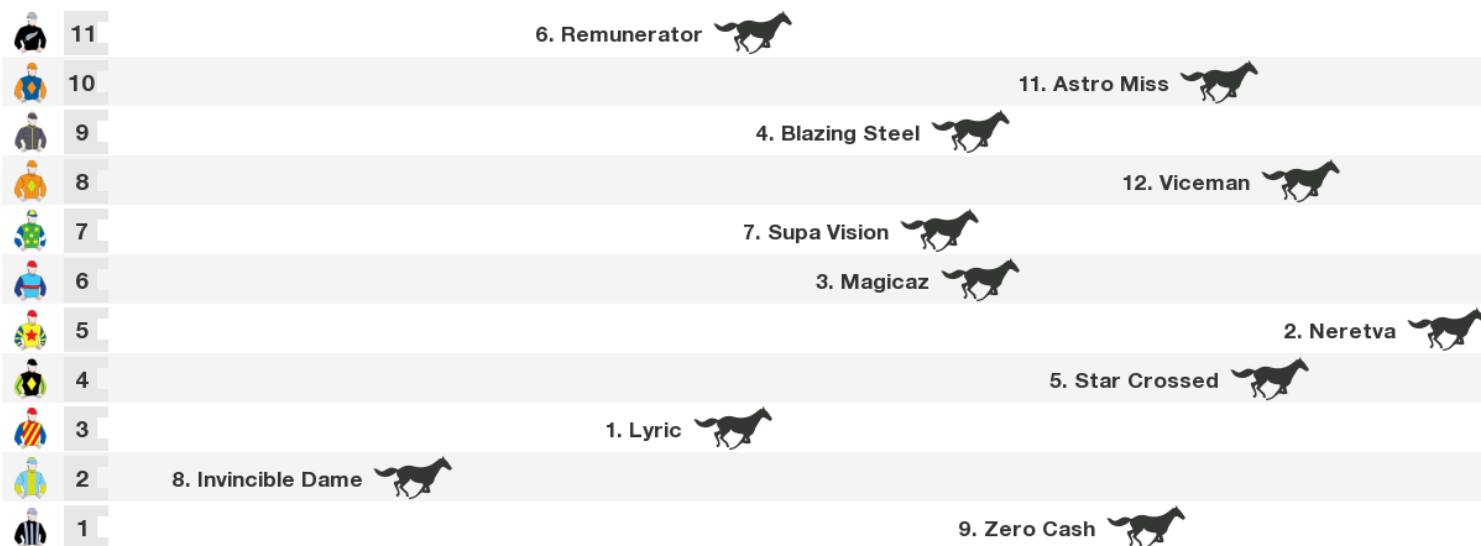 11 6. Remunerator
10 11. Astro Miss
9 4. Blazing Steel
8 12. Viceman
7 7. Supa Vision
6 3. Magicaz
5 2. Neretva
4 5. Star Crossed
3 1. Lyric
2 8. Invincible Dame
1 9. Zero Cash